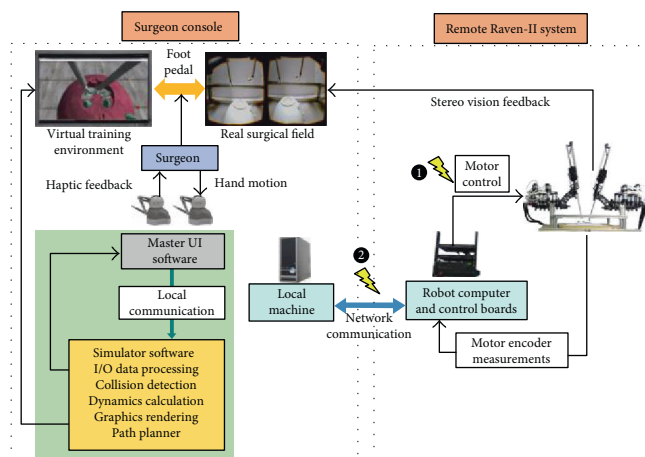 Surgeon console
Remote Raven-II system
Foot
pedal
Virtual training
environment
Real surgical field
Stereo vision feedback
Surgeon
Haptic feedback
Hand motion
1
Motor
control
Master UI
software
Local
communication
2
Local
machine
Network
communication
Robot computer
and control boards
Motor encoder
measurements
Simulator software
I/O data processing
Collision detection
Dynamics calculation
Graphics rendering
Path planner